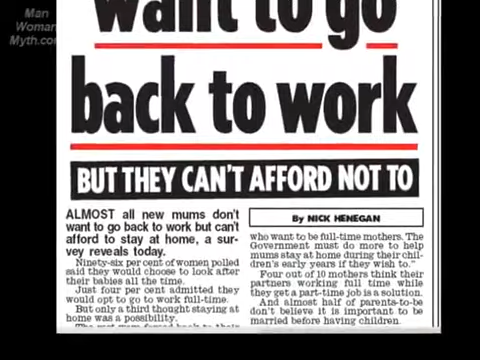 Man
Woman
Myth.com
want to go
back to work
BUT THEY CAN'T AFFORD NOT TO
ALMOST all new mums don't
want to go back to work but can't
afford to stay at home, a sur-
vey reveals today.
Ninety-six per cent of women polled
said they would choose to look after
their babies all the time.
Just four per cent admitted they
would opt to go to work full-time.
But only a third thought staying at
home was a possibility.
The rest were forced back to their
By NICK HENEGAN
who want to be full-time mothers. The
Government must do more to help
mums stay at home during their chil-
dren's early years if they wish to."
Four out of 10 mothers think their
partners working full time while
they get a part-time job is a solution.
And almost half of parents-to-be
don't believe it is important to be
married before having children.